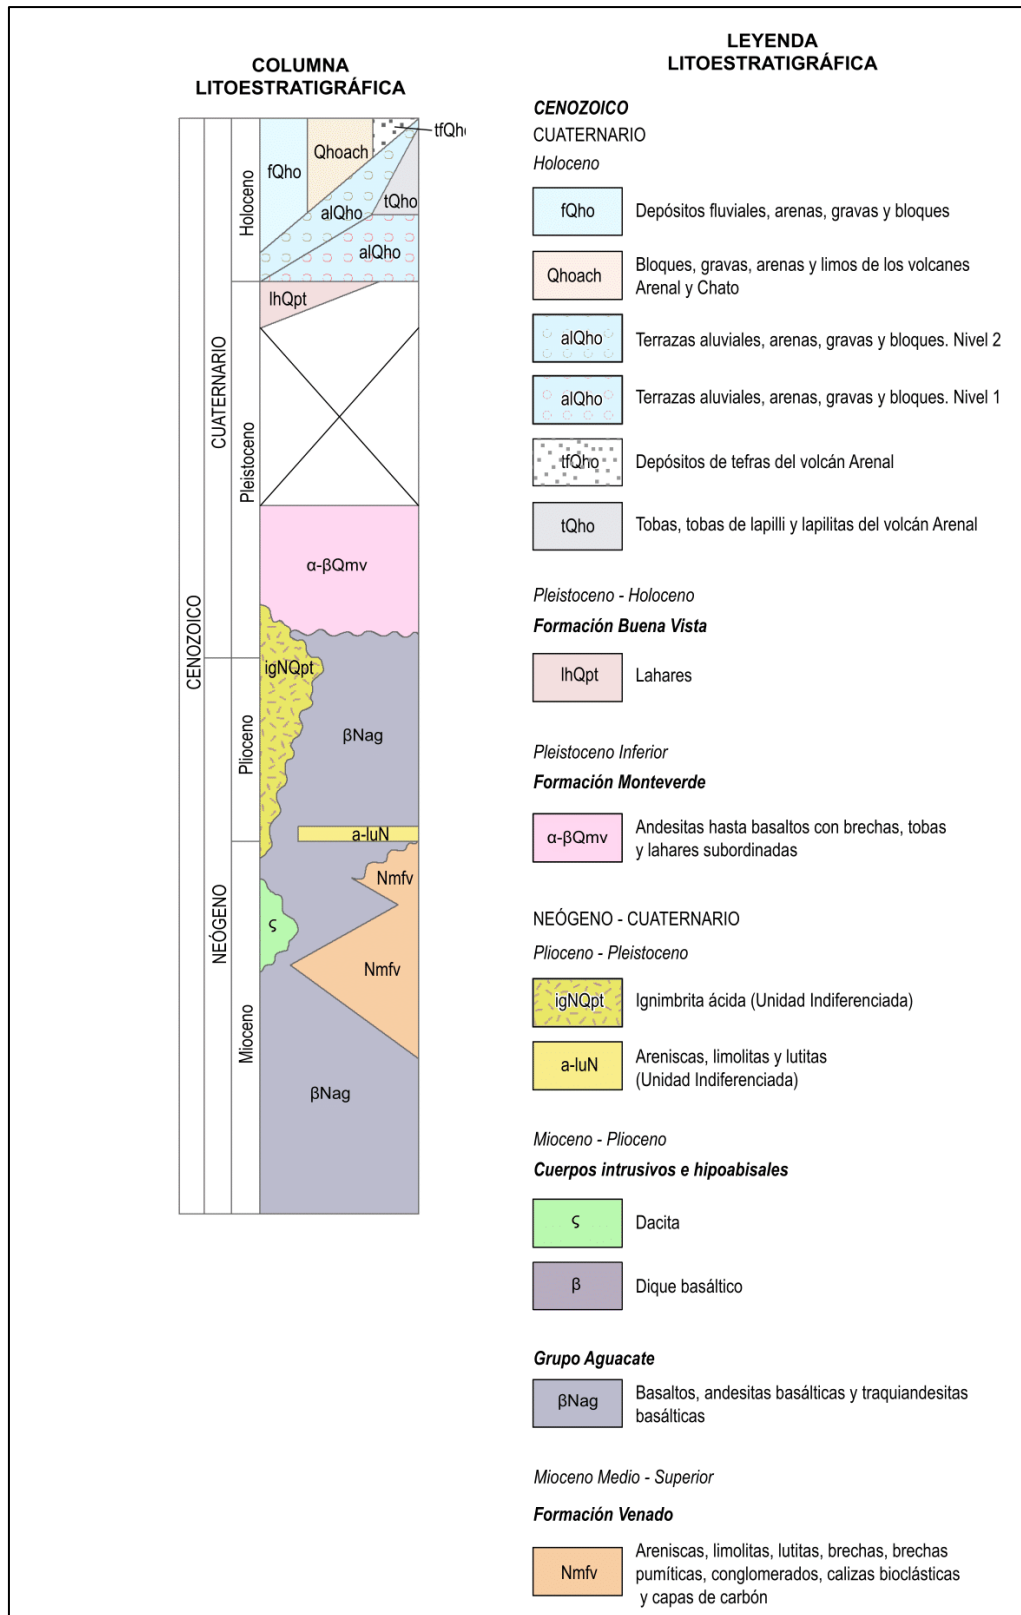 COLUMNA
LITOESTRATIGRÁFICA
CENOZOICO
CUATERNARIO
NEÓGENO
Holoceno
Pleistoceno
Plioceno
Mioceno
fQho
Qhoach
tfQho
alQho
tQho
alQho
lhQpt
α-βQmv
igNQpt
βNag
a-luN
Nmfv
ς
Nmfv
βNag
LEYENDA
LITOESTRATIGRÁFICA
CENOZOICO
CUATERNARIO
Holoceno
fQho Depósitos fluviales, arenas, gravas y bloques
Qhoach Bloques, gravas, arenas y limos de los volcanes
Arenal y Chato
alQho Terrazas aluviales, arenas, gravas y bloques. Nivel 2
alQho Terrazas aluviales, arenas, gravas y bloques. Nivel 1
tfQho Depósitos de tefras del volcán Arenal
tQho Tobas, tobas de lapilli y lapilitas del volcán Arenal
Pleistoceno - Holoceno
Formación Buena Vista
lhQpt Lahares
Pleistoceno Inferior
Formación Monteverde
α-βQmv Andesitas hasta basaltos con brechas, tobas
y lahares subordinadas
NEÓGENO - CUATERNARIO
Plioceno - Pleistoceno
igNQpt Ignimbrita ácida (Unidad Indiferenciada)
a-luN Areniscas, limolitas y lutitas
(Unidad Indiferenciada)
Mioceno - Plioceno
Cuerpos intrusivos e hipoabisales
ς Dacita
β Dique basáltico
Grupo Aguacate
βNag Basaltos, andesitas basálticas y traquiandesitas
basálticas
Mioceno Medio - Superior
Formación Venado
Nmfv Areniscas, limolitas, lutitas, brechas, brechas
pumíticas, conglomerados, calizas bioclásticas
y capas de carbón